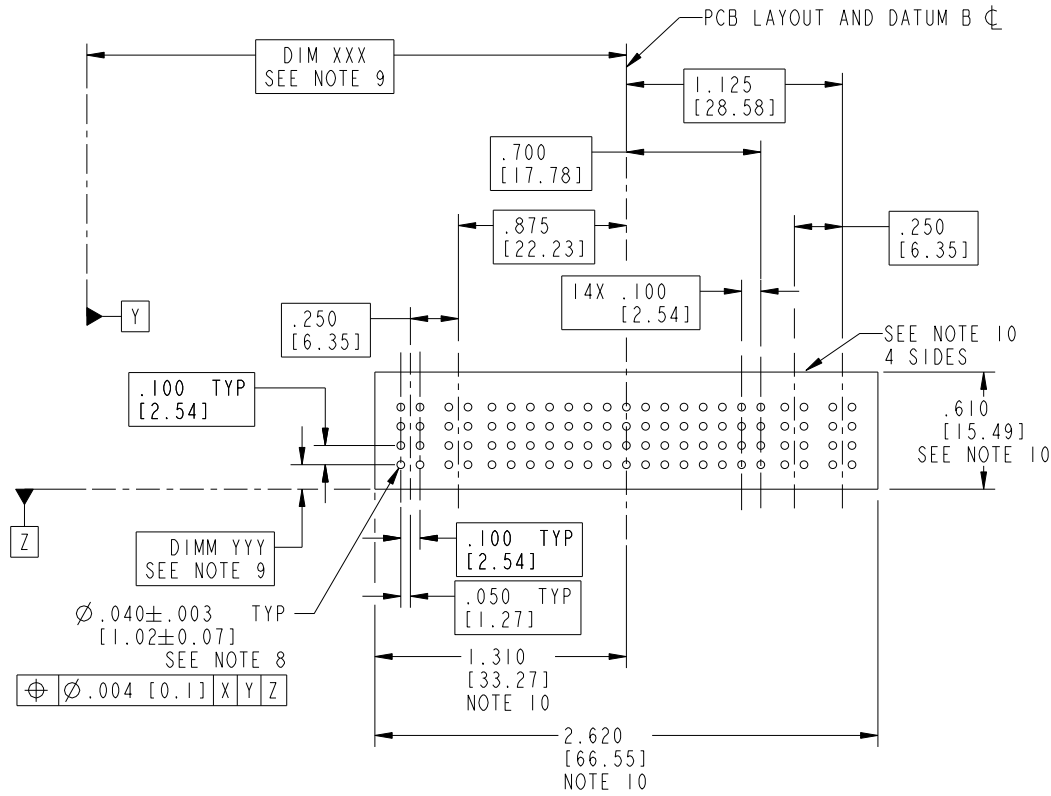 PCB LAYOUT AND DATUM B ℄
DIM XXX
SEE NOTE 9
1.125
[28.58]
.700
[17.78]
.875
[22.23]
.250
[6.35]
14X .100
[2.54]
Y
.250
[6.35]
SEE NOTE 10
4 SIDES
.100 TYP
[2.54]
.610
[15.49]
SEE NOTE 10
Z
DIMM YYY
SEE NOTE 9
.100 TYP
[2.54]
.050 TYP
[1.27]
Ø.040±.003 TYP
[1.02±0.07]
SEE NOTE 8
⌖ Ø.004 [0.1] X Y Z
1.310
[33.27]
NOTE 10
2.620
[66.55]
NOTE 10